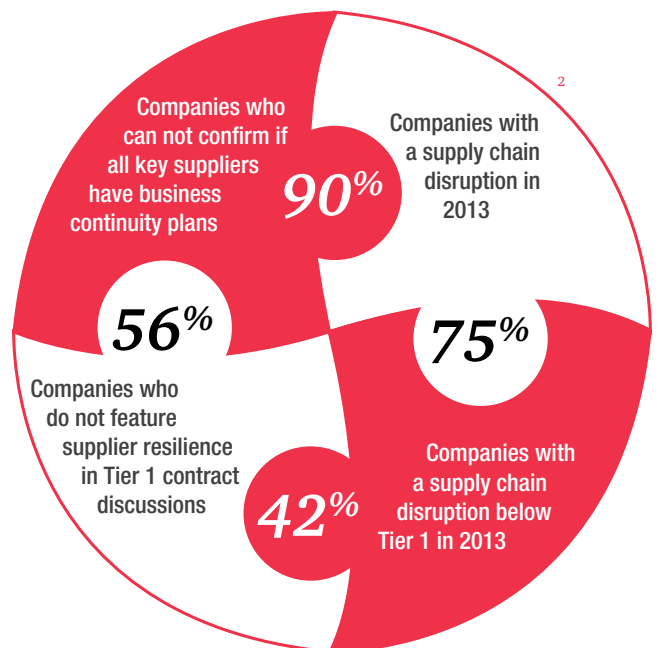 2
Companies who
can not confirm if
all key suppliers
have business
continuity plans
90%
Companies with
a supply chain
disruption in
2013
56%
75%
Companies who
do not feature
supplier resilience
in Tier 1 contract
discussions
42%
Companies with
a supply chain
disruption below
Tier 1 in 2013